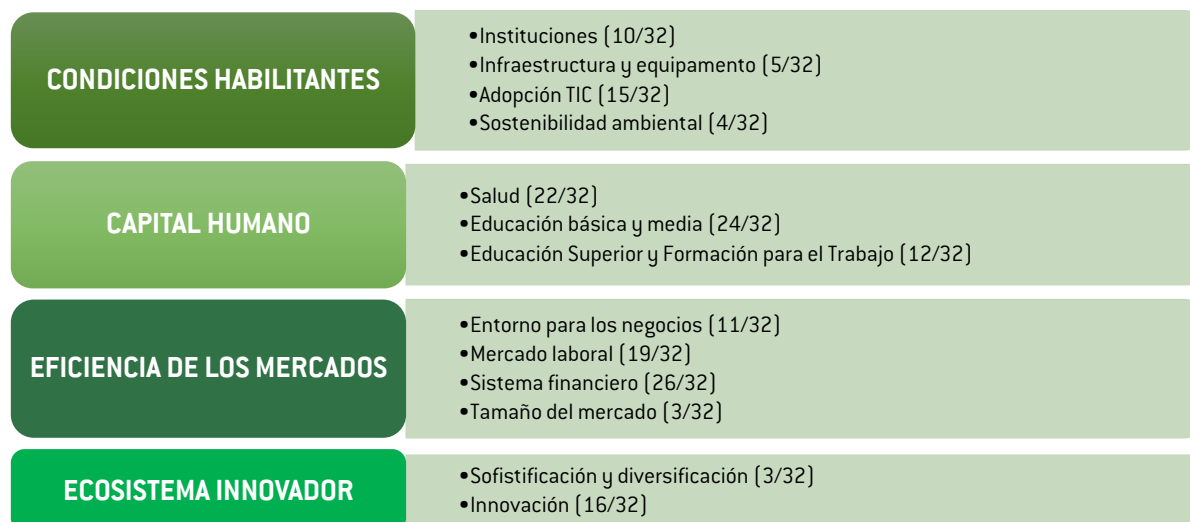 CONDICIONES HABILITANTES
•Instituciones (10/32)
•Infraestructura y equipamento (5/32)
•Adopción TIC (15/32)
•Sostenibilidad ambiental (4/32)
CAPITAL HUMANO
•Salud (22/32)
•Educación básica y media (24/32)
•Educación Superior y Formación para el Trabajo (12/32)
EFICIENCIA DE LOS MERCADOS
•Entorno para los negocios (11/32)
•Mercado laboral (19/32)
•Sistema financiero (26/32)
•Tamaño del mercado (3/32)
ECOSISTEMA INNOVADOR
•Sofistificación y diversificación (3/32)
•Innovación (16/32)